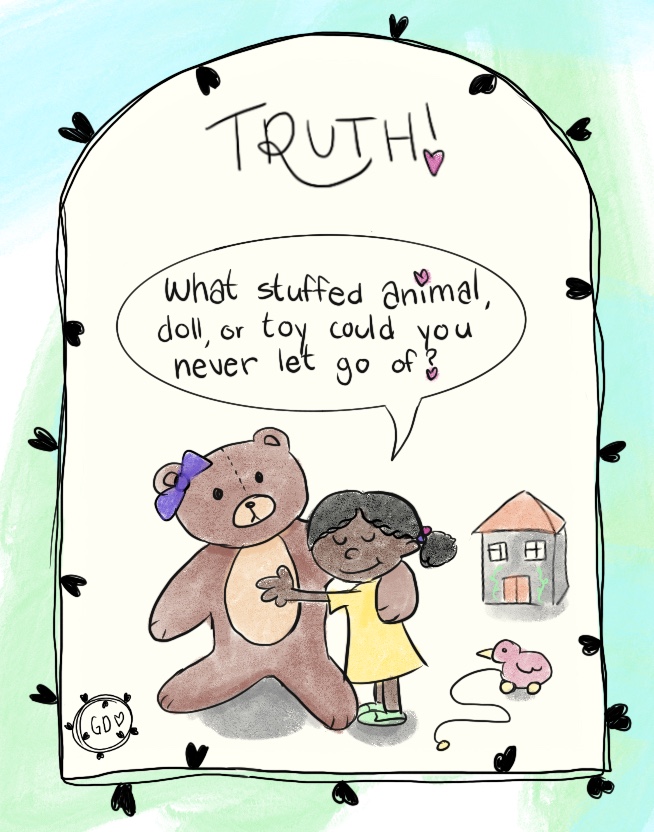 TRUTH!
What stuffed animal,
doll, or toy could you
never let go of?
GD